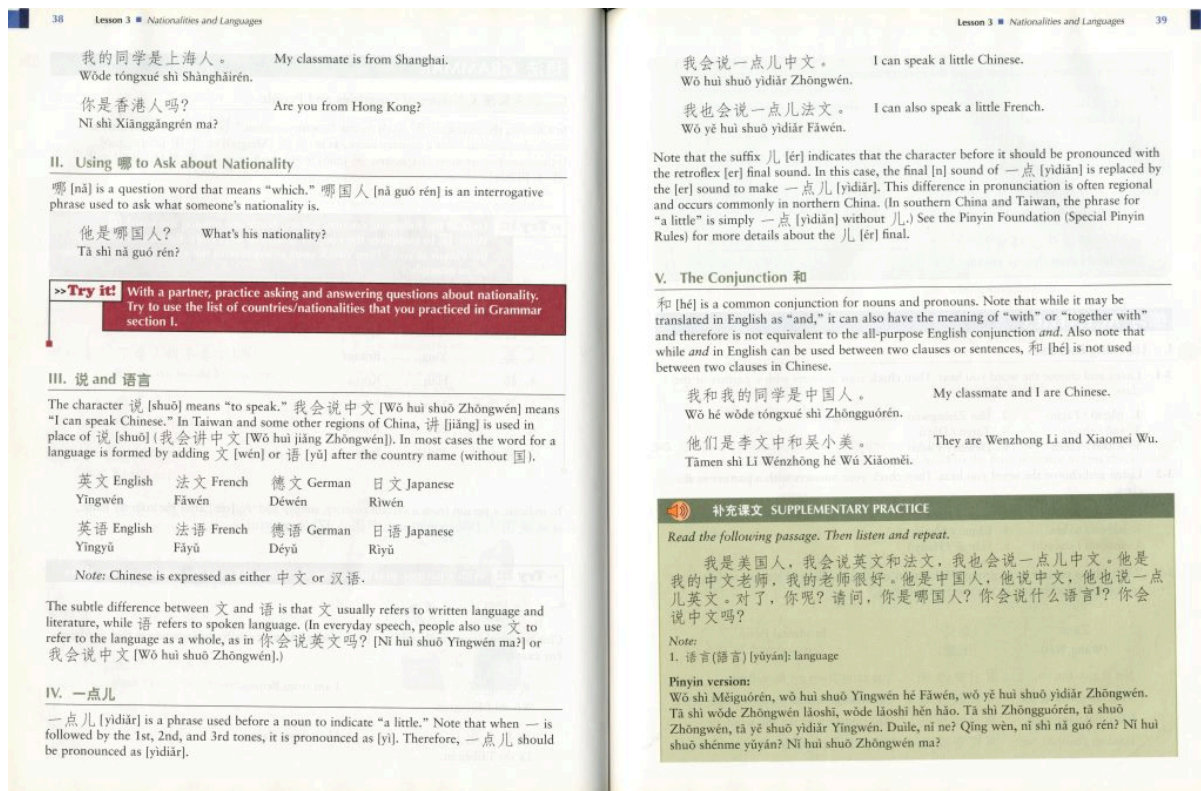 38 Lesson 3 ■ Nationalities and Languages
我的同学是上海人。 My classmate is from Shanghai.
Wǒde tóngxué shì Shànghǎirén.
你是香港人吗? Are you from Hong Kong?
Nǐ shì Xiānggǎngrén ma?
II. Using 哪 to Ask about Nationality
哪 [nǎ] is a question word that means “which.” 哪国人 [nǎ guó rén] is an interrogative
phrase used to ask what someone’s nationality is.
他是哪国人? What’s his nationality?
Tā shì nǎ guó rén?
>>Try it! With a partner, practice asking and answering questions about nationality.
Try to use the list of countries/nationalities that you practiced in Grammar
section I.
III. 说 and 语言
The character 说 [shuō] means “to speak.” 我会说中文 [Wǒ huì shuō Zhōngwén] means
“I can speak Chinese.” In Taiwan and some other regions of China, 讲 [jiǎng] is used in
place of 说 [shuō] (我会讲中文 [Wǒ huì jiǎng Zhōngwén]). In most cases the word for a
language is formed by adding 文 [wén] or 语 [yǔ] after the country name (without 国).
英文 English 法文 French 德文 German 日文 Japanese
Yīngwén Fǎwén Déwén Rìwén
英语 English 法语 French 德语 German 日语 Japanese
Yīngyǔ Fǎyǔ Déyǔ Rìyǔ
Note: Chinese is expressed as either 中文 or 汉语.
The subtle difference between 文 and 语 is that 文 usually refers to written language and
literature, while 语 refers to spoken language. (In everyday speech, people also use 文 to
refer to the language as a whole, as in 你会说英文吗? [Nǐ huì shuō Yīngwén ma?] or
我会说中文 [Wǒ huì shuō Zhōngwén].)
IV. 一点儿
一点儿 [yìdiǎr] is a phrase used before a noun to indicate “a little.” Note that when 一 is
followed by the 1st, 2nd, and 3rd tones, it is pronounced as [yì]. Therefore, 一点儿 should
be pronounced as [yìdiǎr].
Lesson 3 ■ Nationalities and Languages 39
我会说一点儿中文。 I can speak a little Chinese.
Wǒ huì shuō yìdiǎr Zhōngwén.
我也会说一点儿法文。 I can also speak a little French.
Wǒ yě huì shuō yìdiǎr Fǎwén.
Note that the suffix 儿 [ér] indicates that the character before it should be pronounced with
the retroflex [er] final sound. In this case, the final [n] sound of 一点 [yìdiǎn] is replaced by
the [er] sound to make 一点儿 [yìdiǎr]. This difference in pronunciation is often regional
and occurs commonly in northern China. (In southern China and Taiwan, the phrase for
“a little” is simply 一点 [yìdiǎn] without 儿.) See the Pinyin Foundation (Special Pinyin
Rules) for more details about the 儿 [ér] final.
V. The Conjunction 和
和 [hé] is a common conjunction for nouns and pronouns. Note that while it may be
translated in English as “and,” it can also have the meaning of “with” or “together with”
and therefore is not equivalent to the all-purpose English conjunction and. Also note that
while and in English can be used between two clauses or sentences, 和 [hé] is not used
between two clauses in Chinese.
我和我的同学是中国人。 My classmate and I are Chinese.
Wǒ hé wǒde tóngxué shì Zhōngguórén.
他们是李文中和吴小美。 They are Wenzhong Li and Xiaomei Wu.
Tāmen shì Lǐ Wénzhōng hé Wú Xiǎoměi.
补充课文 SUPPLEMENTARY PRACTICE
Read the following passage. Then listen and repeat.
我是美国人,我会说英文和法文,我也会说一点儿中文。他是
我的中文老师,我的老师很好。他是中国人,他说中文,他也说一点
儿英文。对了,你呢?请问,你是哪国人?你会说什么语言¹?你会
说中文吗?
Note:
1. 语言(語言) [yǔyán]: language
Pinyin version:
Wǒ shì Měiguórén, wǒ huì shuō Yīngwén hé Fǎwén, wǒ yě huì shuō yìdiǎr Zhōngwén.
Tā shì wǒde Zhōngwén lǎoshī, wǒde lǎoshī hěn hǎo. Tā shì Zhōngguórén, tā shuō
Zhōngwén, tā yě shuō yìdiǎr Yīngwén. Duìle, nǐ ne? Qǐng wèn, nǐ shì nǎ guó rén? Nǐ huì
shuō shénme yǔyán? Nǐ huì shuō Zhōngwén ma?